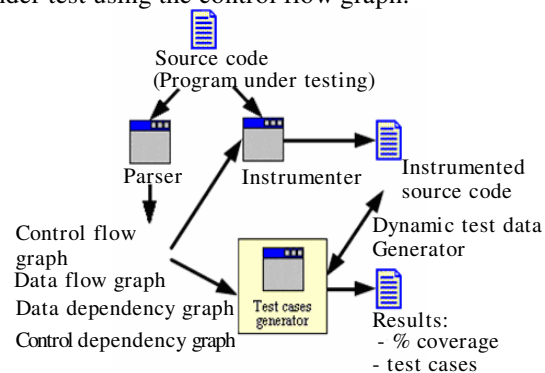 under test using the control flow graph.
Source code
(Program under testing)
Parser
Instrumenter
Instrumented
source code
Control flow
graph
Data flow graph
Data dependency graph
Control dependency graph
Test cases
generator
Dynamic test data
Generator
Results:
- % coverage
- test cases